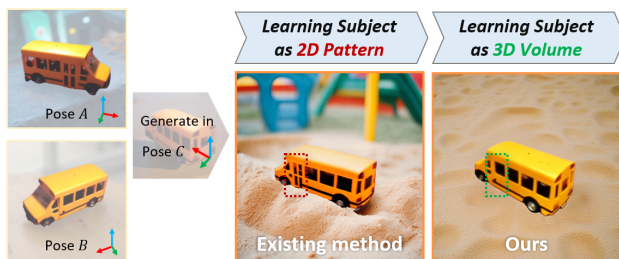 Learning Subject
as 2D Pattern
Learning Subject
as 3D Volume
Pose A
Generate in
Pose C
Pose B
Existing method
Ours